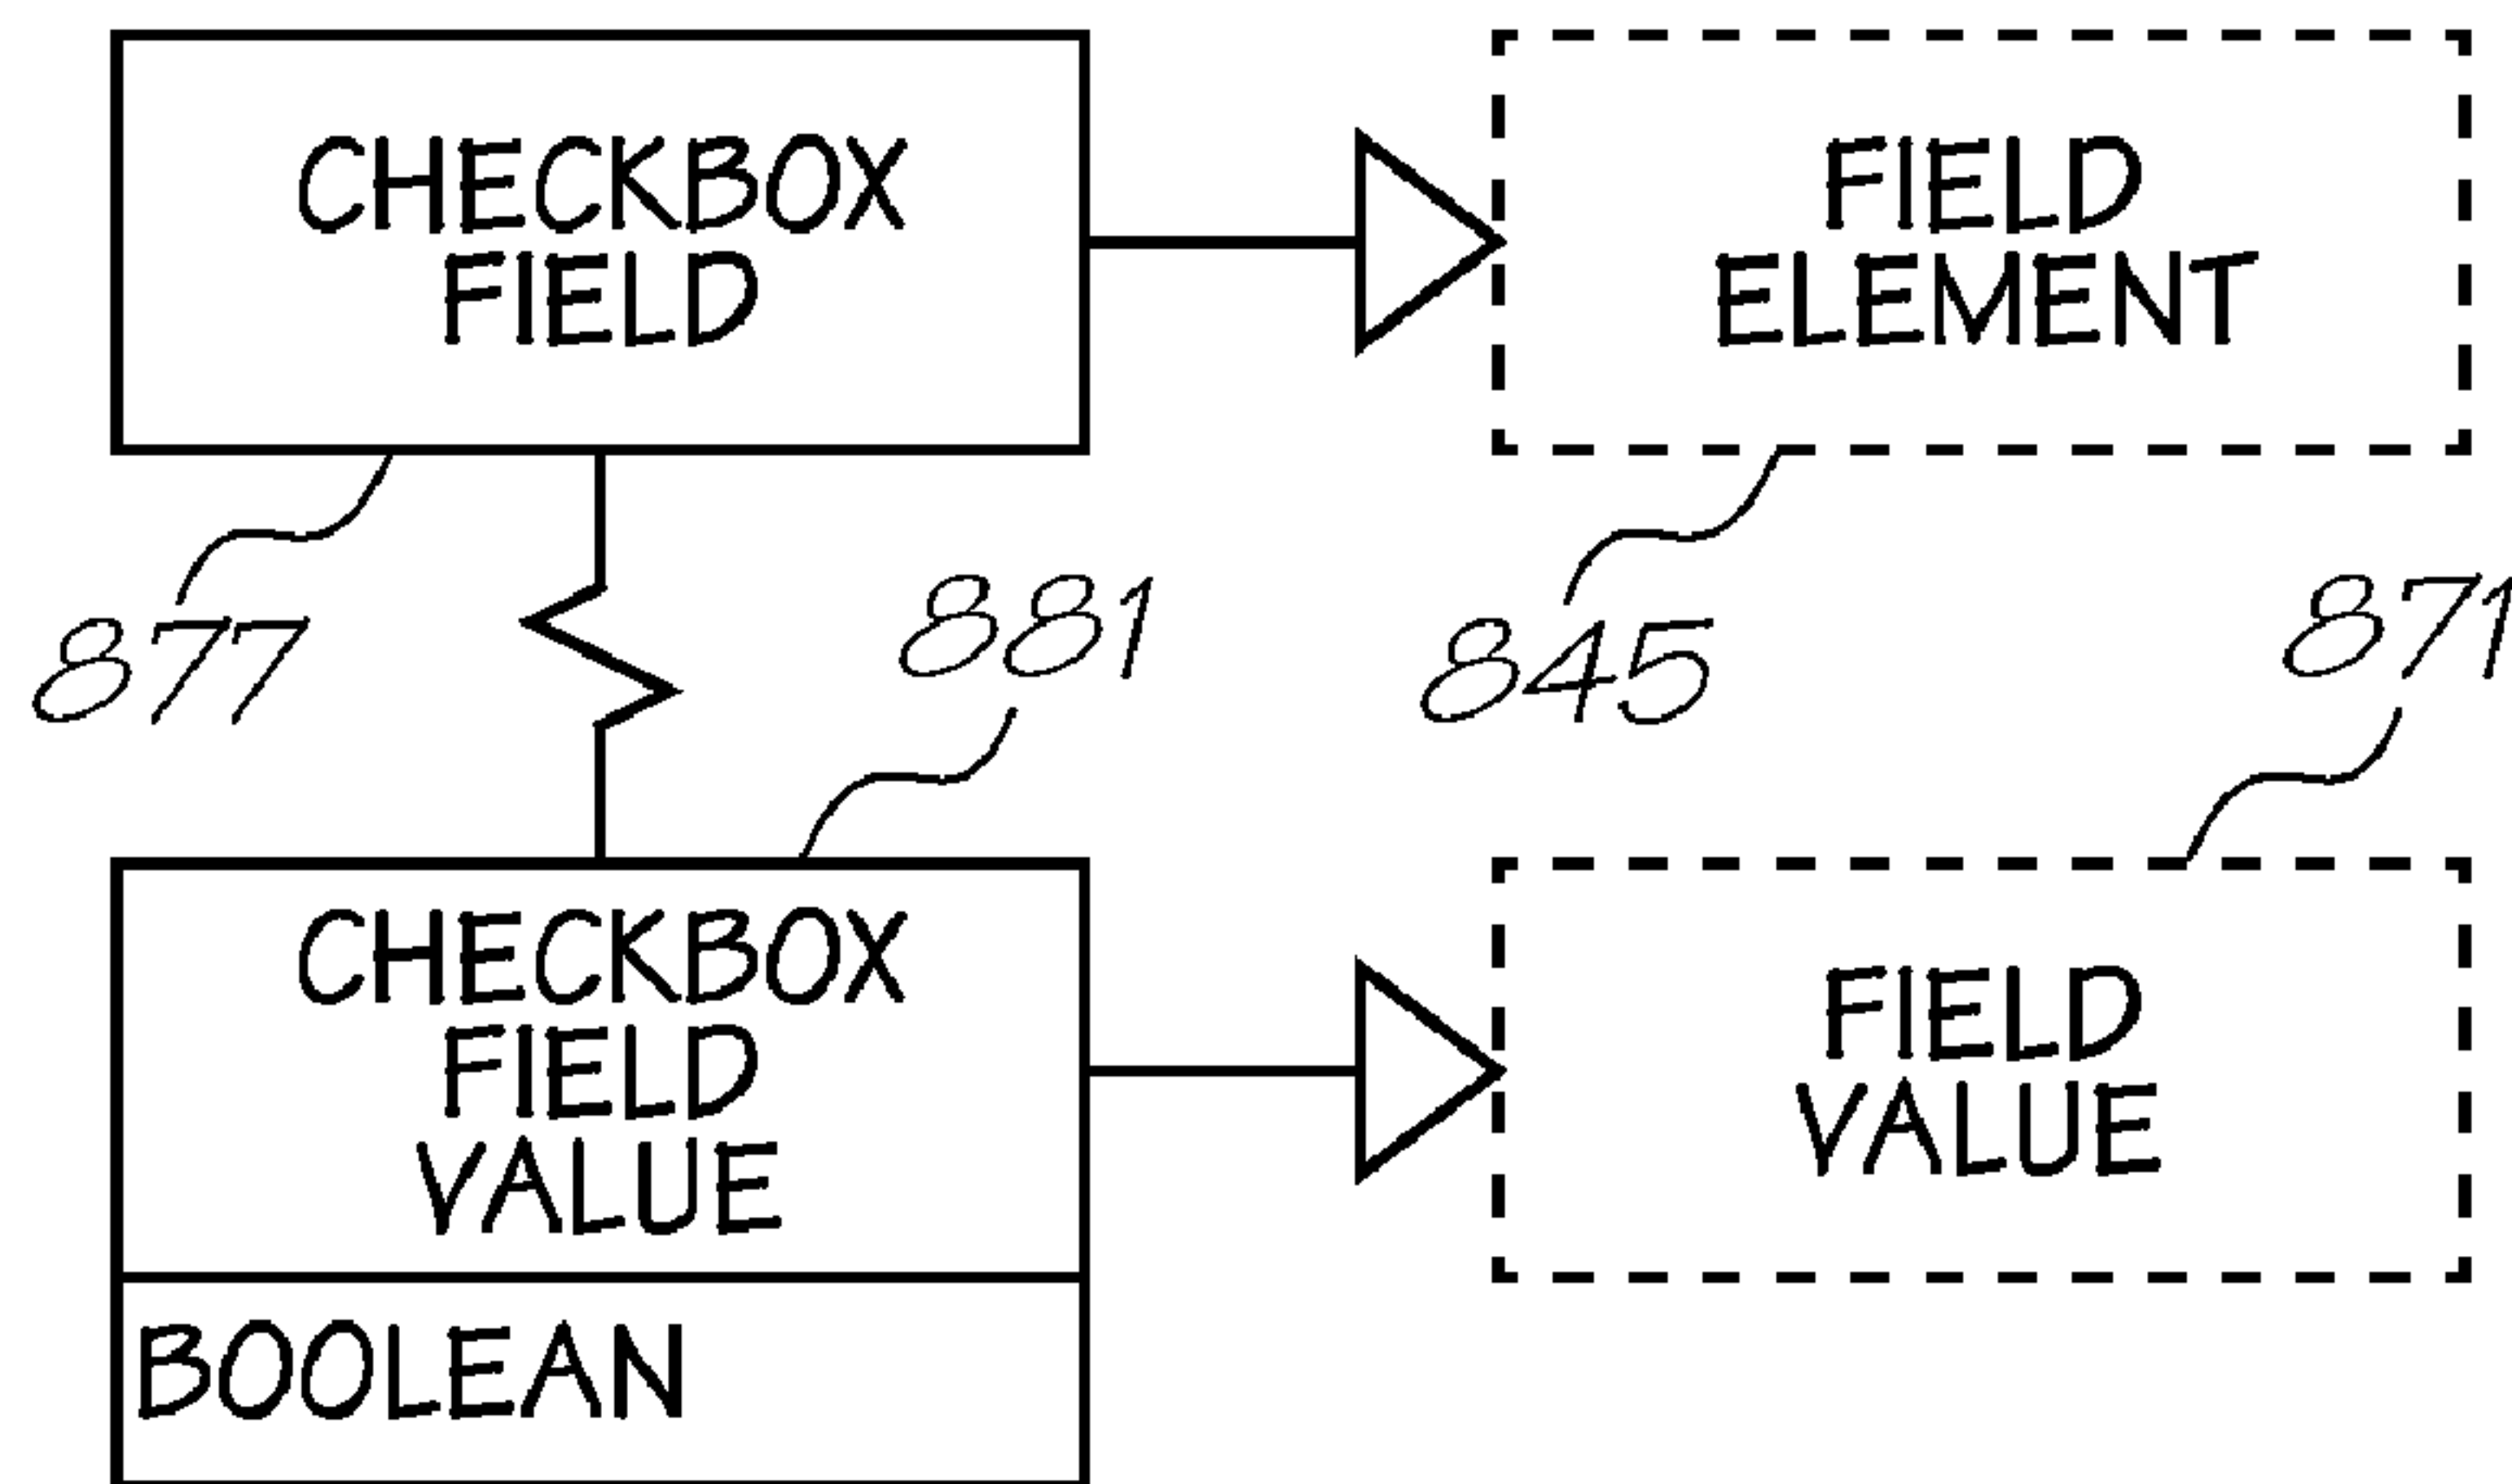 CHECKBOX
FIELD
FIELD
ELEMENT
877
881
845
871
CHECKBOX
FIELD
VALUE
FIELD
VALUE
BOOLEAN